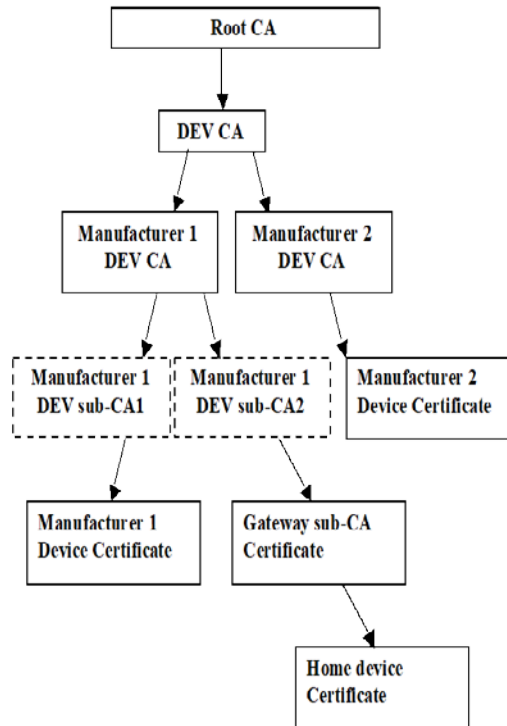 Root CA
DEV CA
Manufacturer 1
DEV CA
Manufacturer 2
DEV CA
Manufacturer 1
DEV sub-CA1
Manufacturer 1
DEV sub-CA2
Manufacturer 2
Device Certificate
Manufacturer 1
Device Certificate
Gateway sub-CA
Certificate
Home device
Certificate